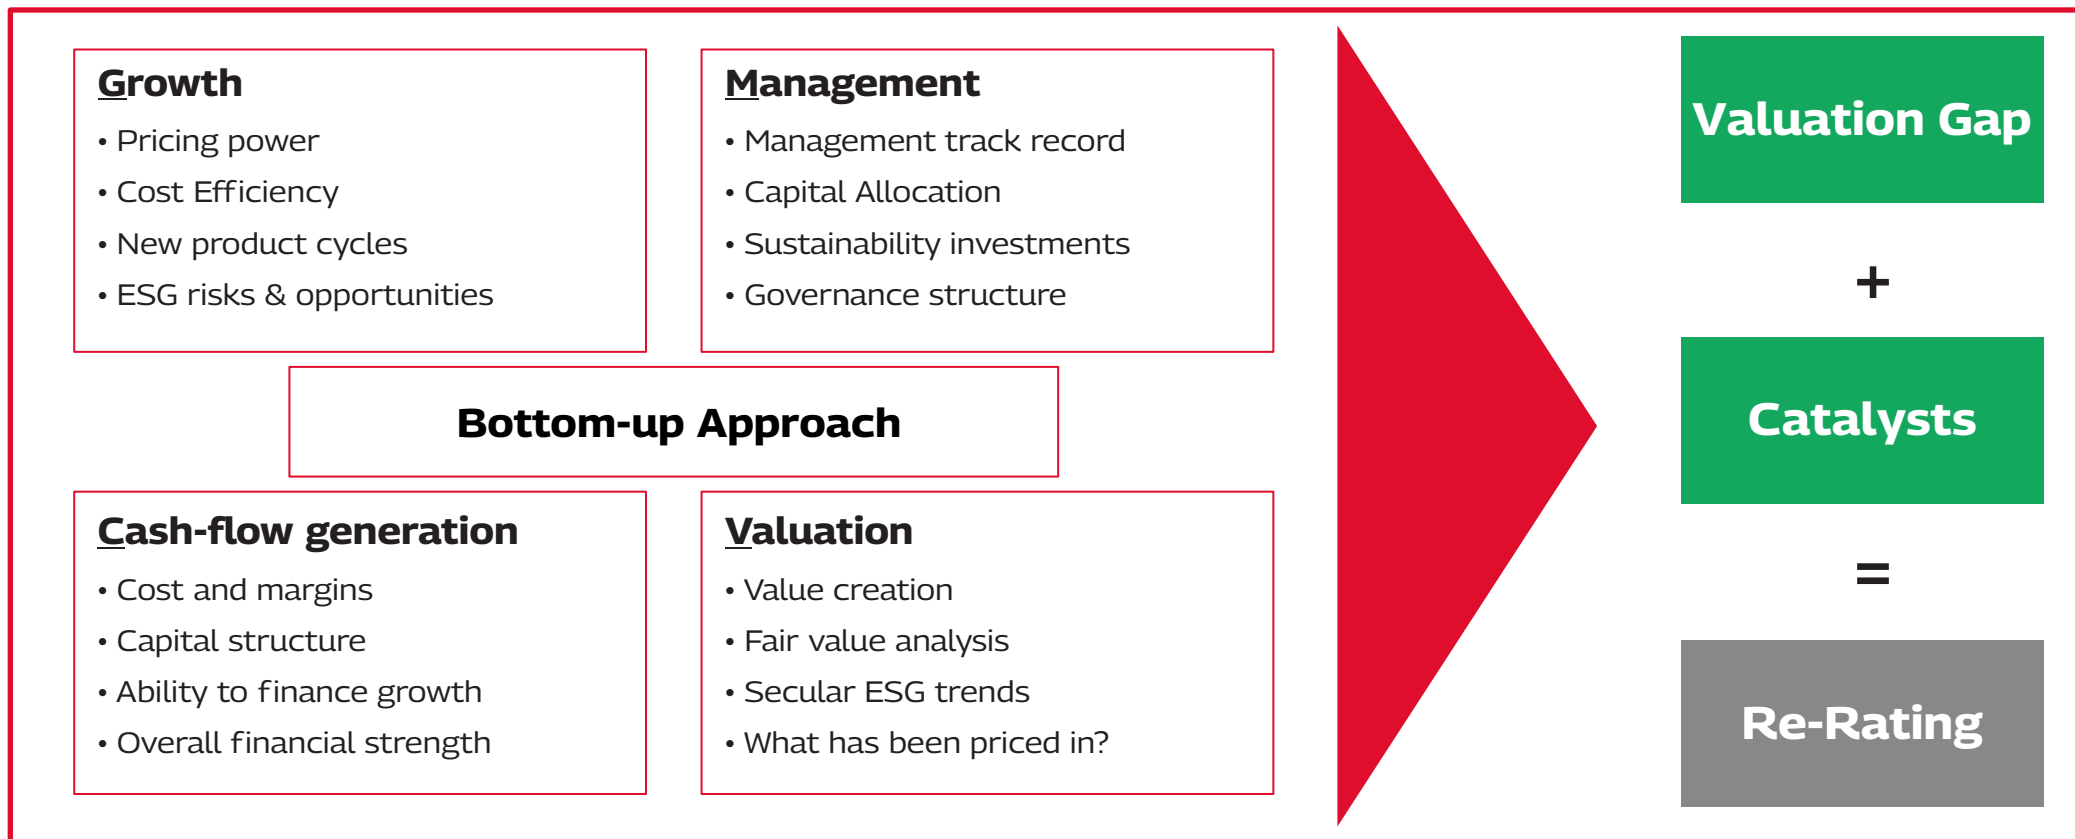 Growth
• Pricing power
• Cost Efficiency
• New product cycles
• ESG risks & opportunities
Management
• Management track record
• Capital Allocation
• Sustainability investments
• Governance structure
Bottom-up Approach
Cash-flow generation
• Cost and margins
• Capital structure
• Ability to finance growth
• Overall financial strength
Valuation
• Value creation
• Fair value analysis
• Secular ESG trends
• What has been priced in?
Valuation Gap
+
Catalysts
=
Re-Rating